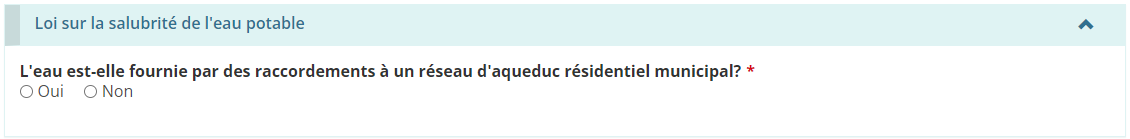 Loi sur la salubrité de l'eau potable
L'eau est-elle fournie par des raccordements à un réseau d'aqueduc résidentiel municipal? *
Oui Non